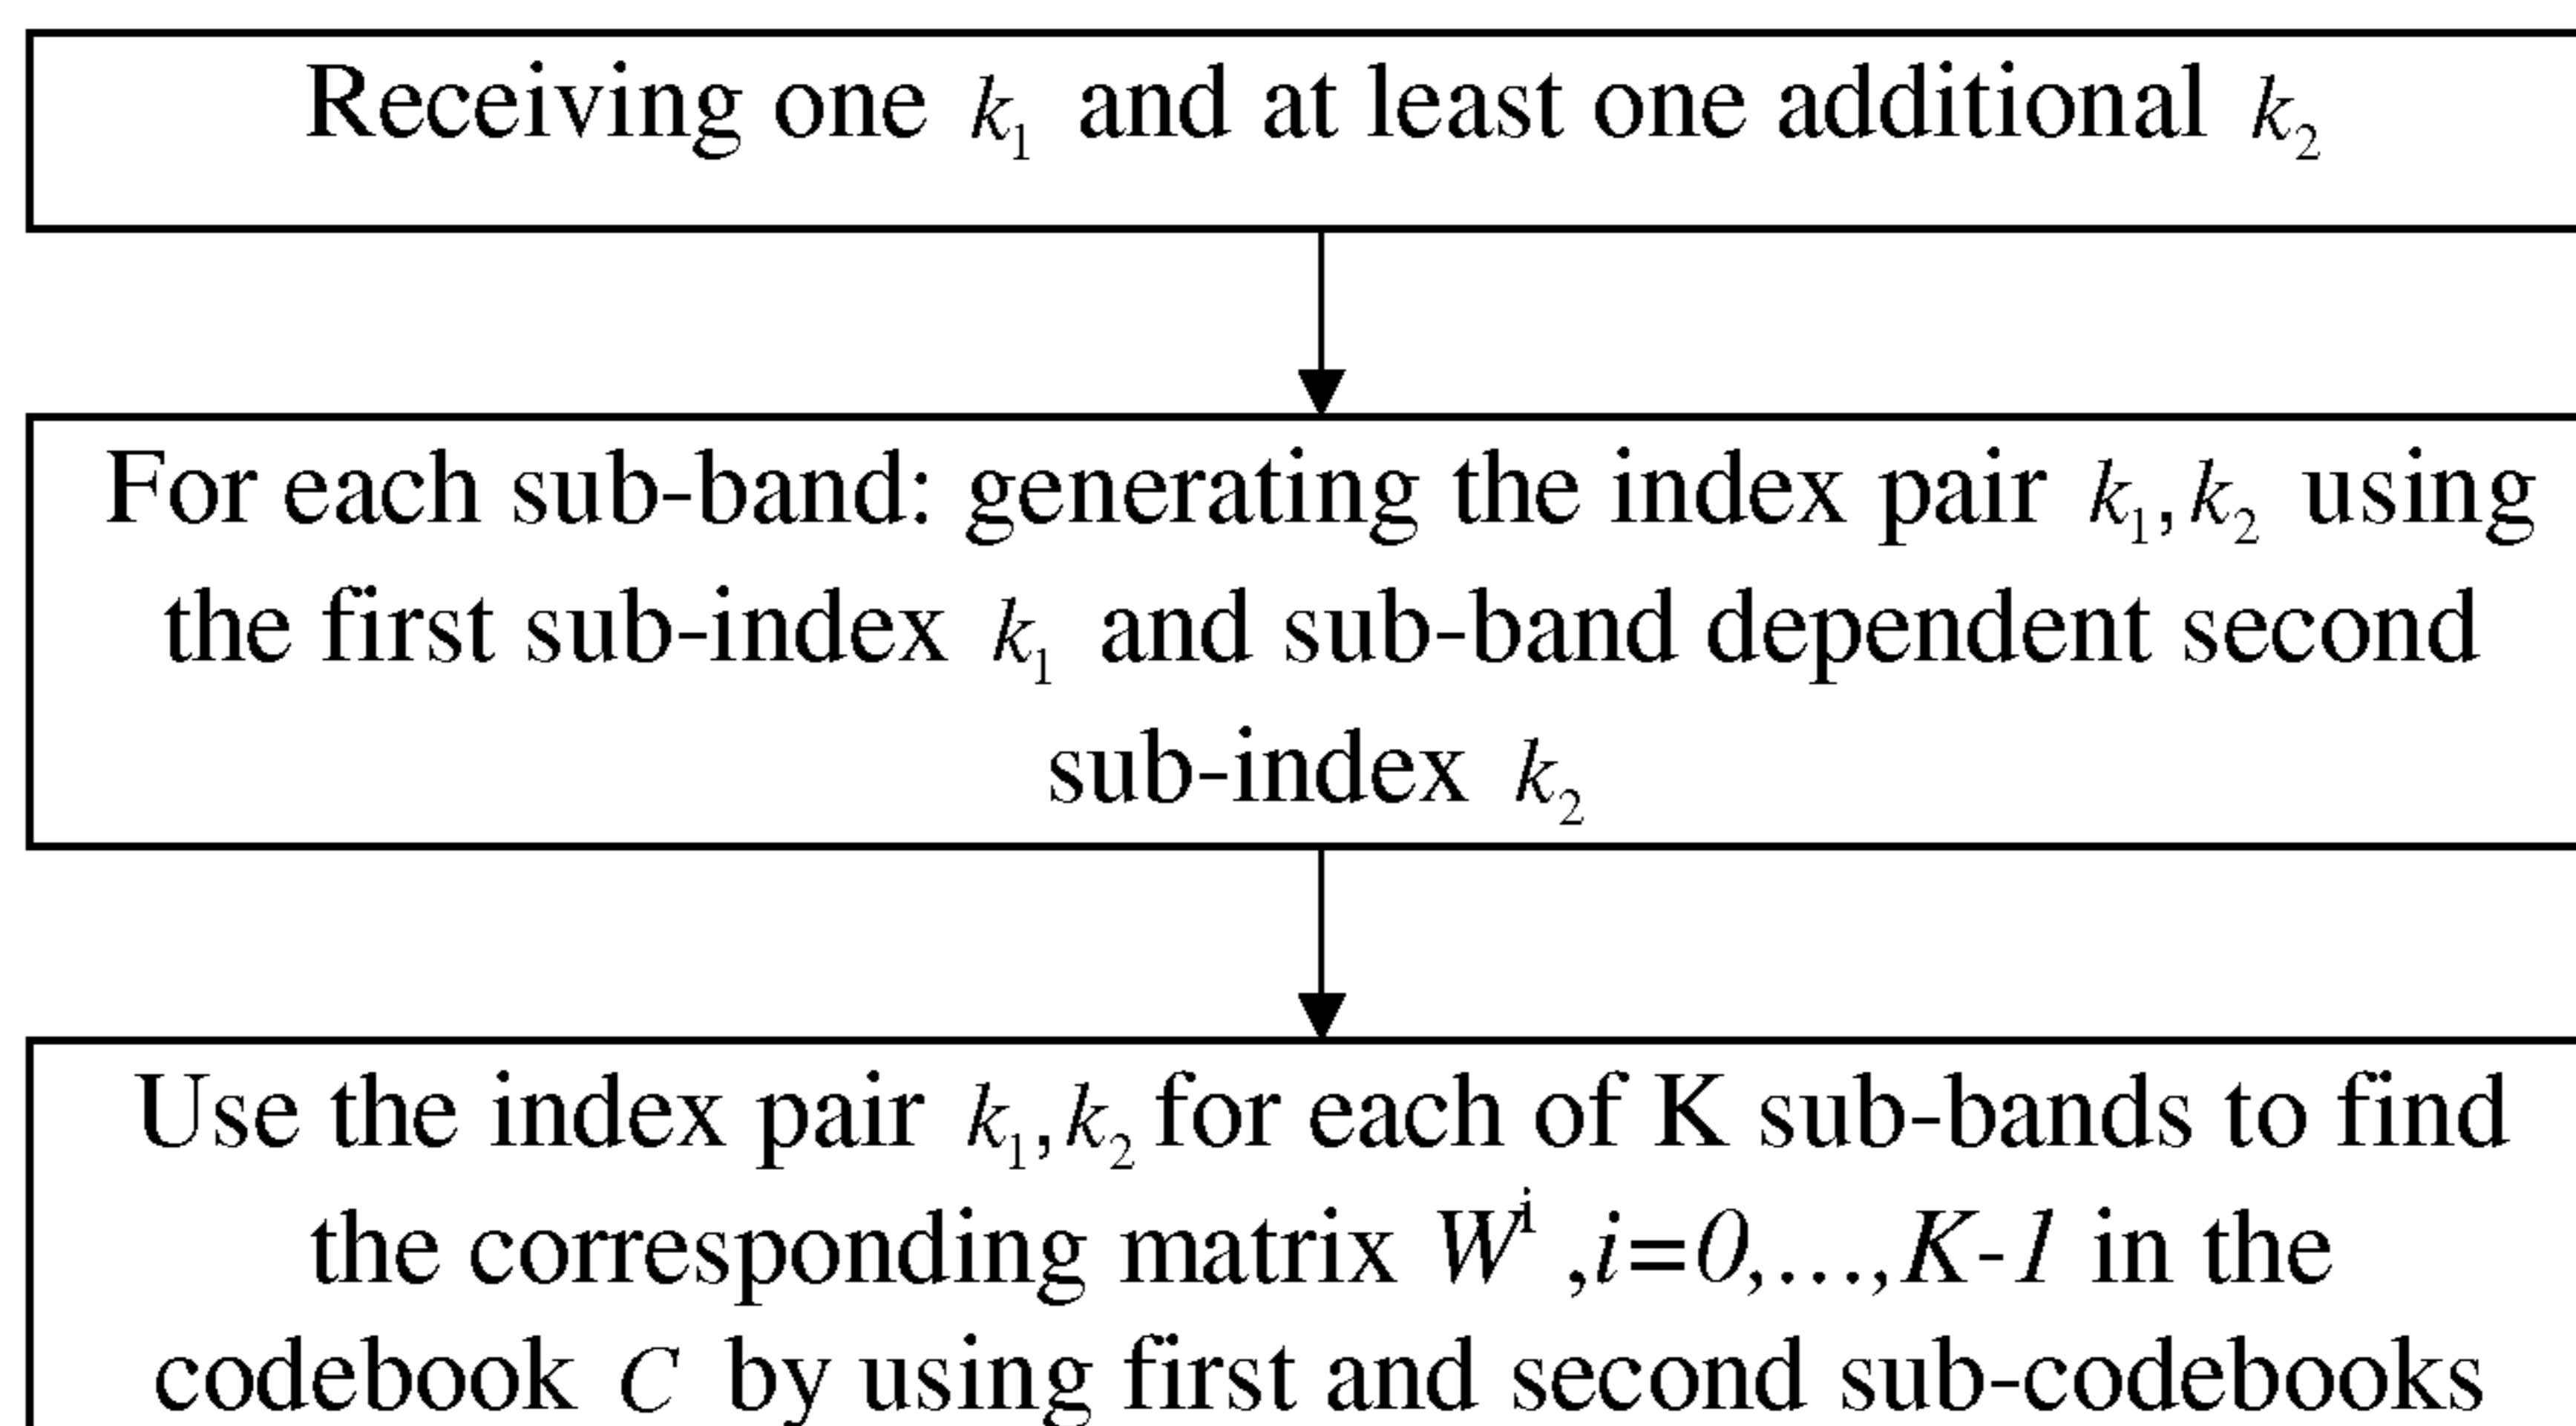 Receiving one k₁ and at least one additional k₂
For each sub-band: generating the index pair k₁,k₂ using
the first sub-index k₁ and sub-band dependent second
sub-index k₂
Use the index pair k₁,k₂ for each of K sub-bands to find
the corresponding matrix Wⁱ ,i=0,...,K-1 in the
codebook C by using first and second sub-codebooks